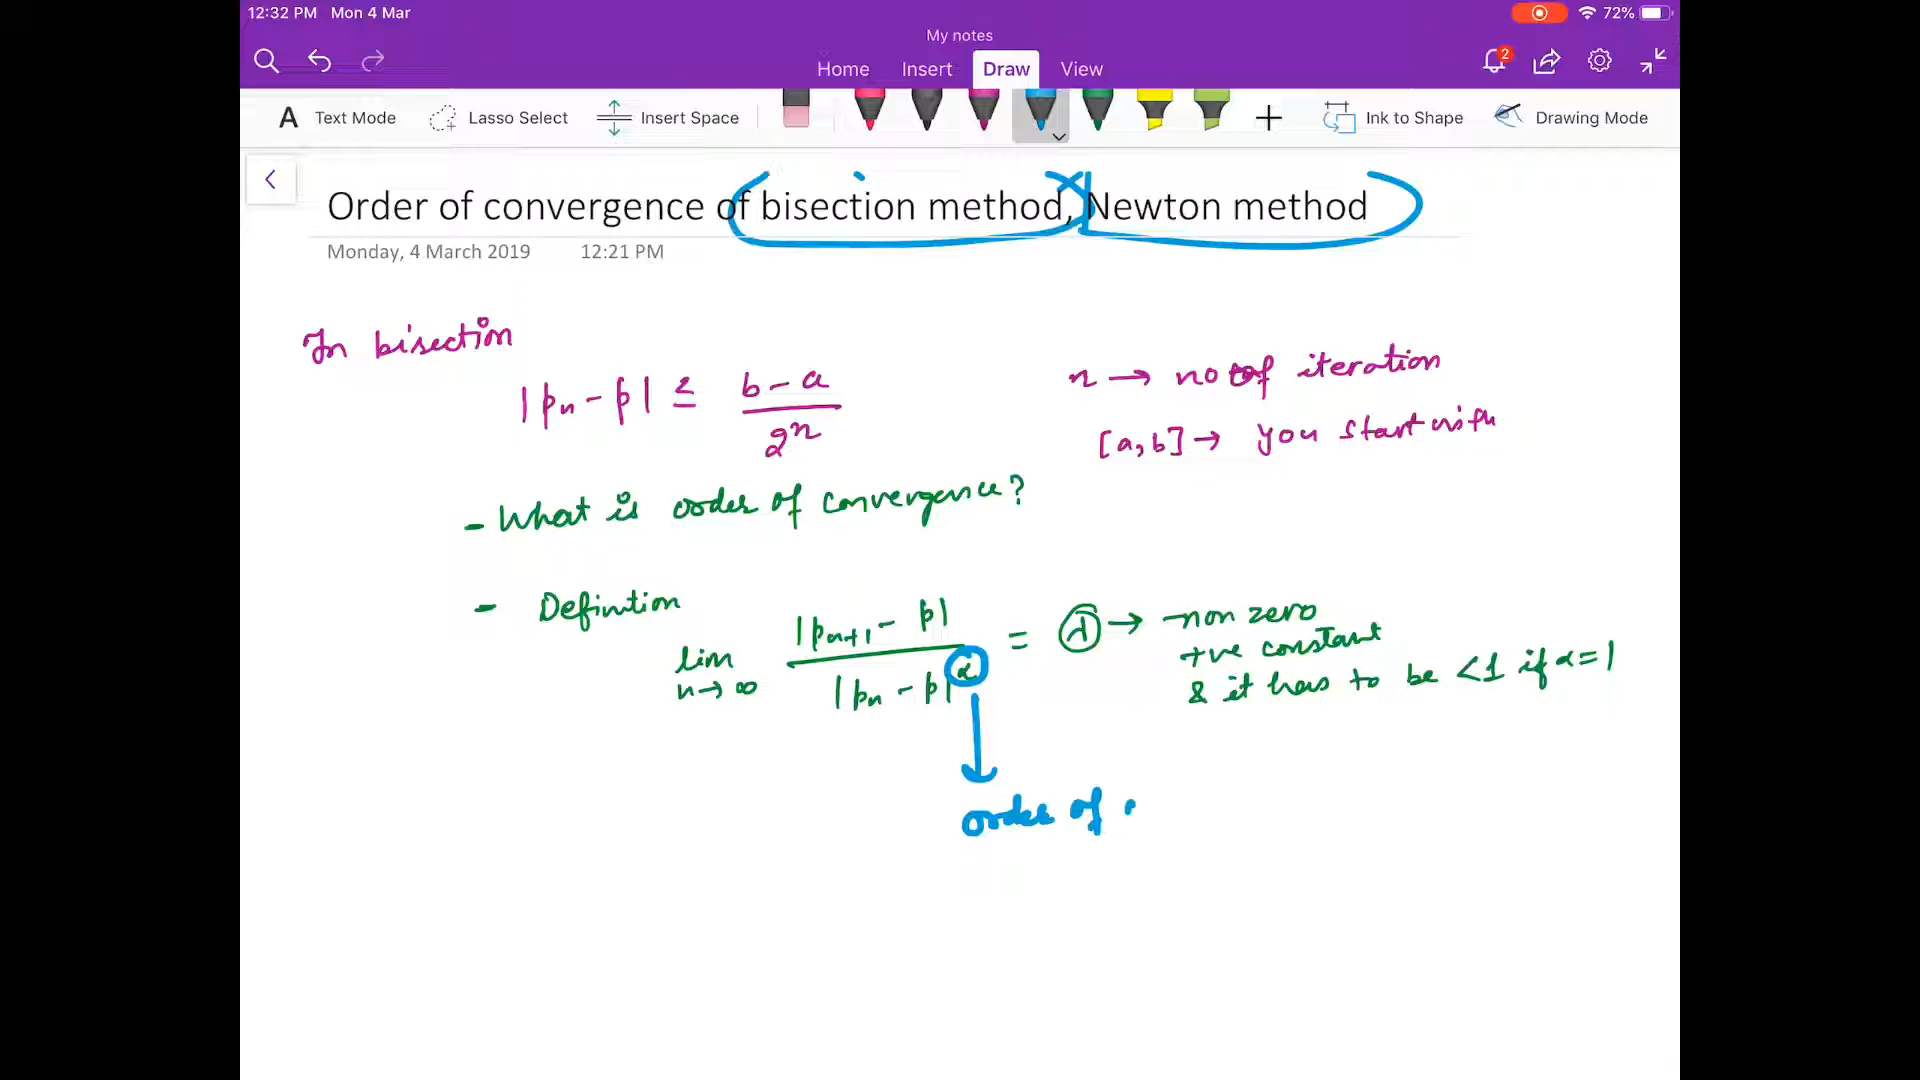 12:32 PM Mon 4 Mar 72%
My notes
2
Home Insert Draw View
A Text Mode Lasso Select Insert Space Ink to Shape Drawing Mode
Order of convergence of bisection method, Newton method
Monday, 4 March 2019 12:21 PM
In bisection
|pn - p| ≤ b - a / 2^n
n → no of iteration
[a,b] → you start with
- What is order of convergence?
- Defintion
lim n→∞ |pn+1 - p| / |pn - p|^α = λ → non zero
+ve constant
& it has to be <1 if α=1
order of